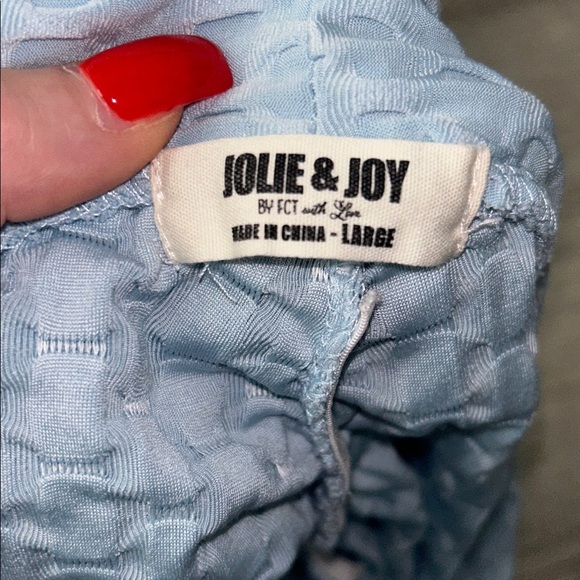 JOLIE & JOY
BY FCT with Love
MADE IN CHINA - LARGE